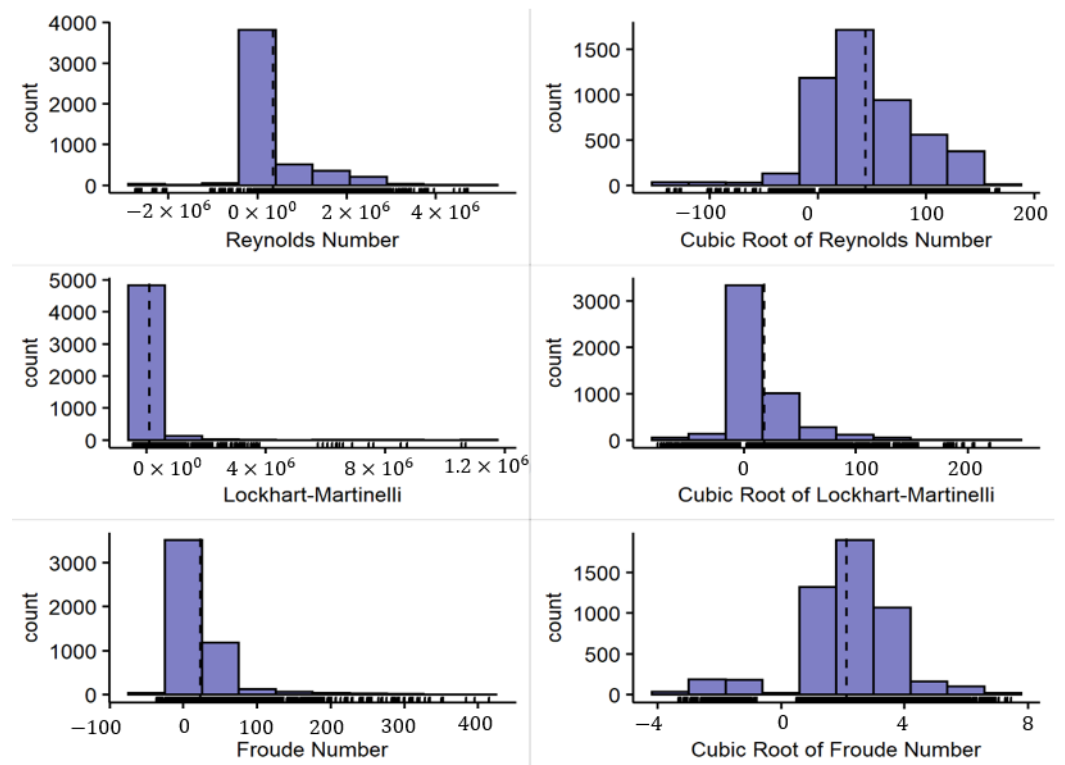 4000
3000
2000
1000
0
count
−2 × 10⁶
0 × 10⁰
2 × 10⁶
4 × 10⁶
Reynolds Number
1500
1000
500
0
count
−100
0
100
200
Cubic Root of Reynolds Number
5000
4000
3000
2000
1000
0
count
0 × 10⁰
4 × 10⁶
8 × 10⁶
1.2 × 10⁶
Lockhart-Martinelli
3000
2000
1000
0
count
0
100
200
Cubic Root of Lockhart-Martinelli
3000
2000
1000
0
count
−100
0
100
200
300
400
Froude Number
1500
1000
500
0
count
−4
0
4
8
Cubic Root of Froude Number